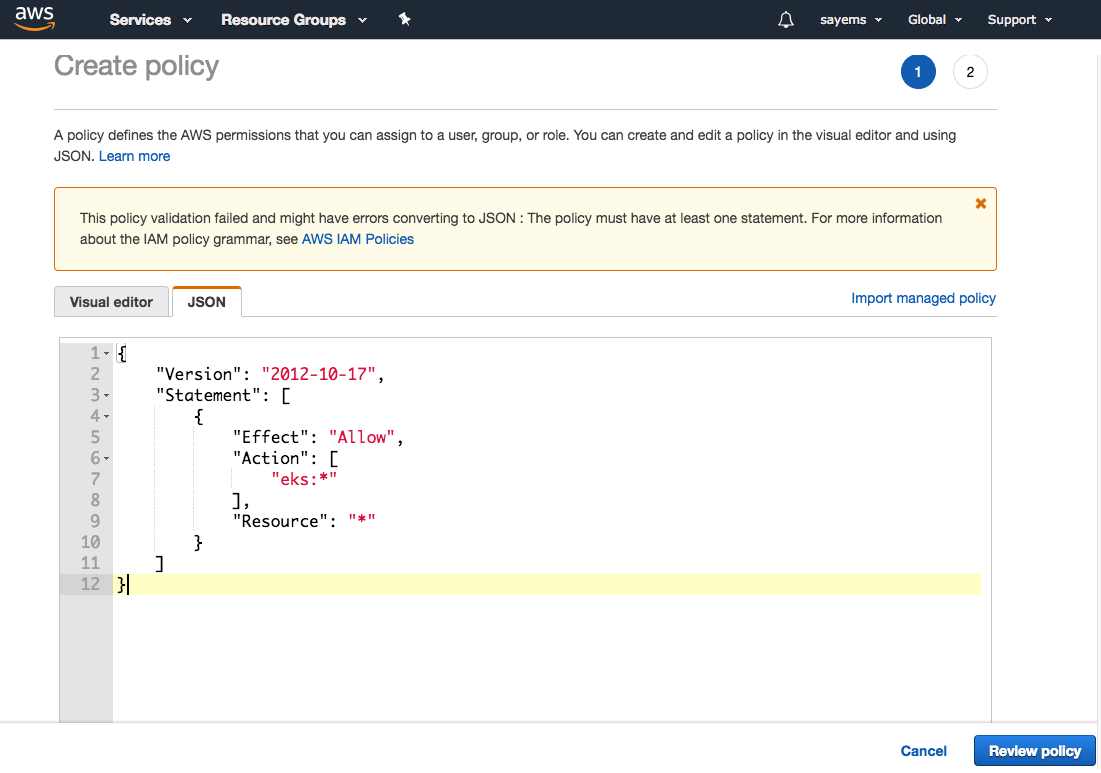 aws Services Resource Groups sayems Global Support
Create policy
1 2
A policy defines the AWS permissions that you can assign to a user, group, or role. You can create and edit a policy in the visual editor and using
JSON. Learn more
This policy validation failed and might have errors converting to JSON : The policy must have at least one statement. For more information
about the IAM policy grammar, see AWS IAM Policies
Visual editor JSON Import managed policy
1 {
2 "Version": "2012-10-17",
3 "Statement": [
4 {
5 "Effect": "Allow",
6 "Action": [
7 "eks:*"
8 ],
9 "Resource": "*"
10 }
11 ]
12 }
Cancel Review policy